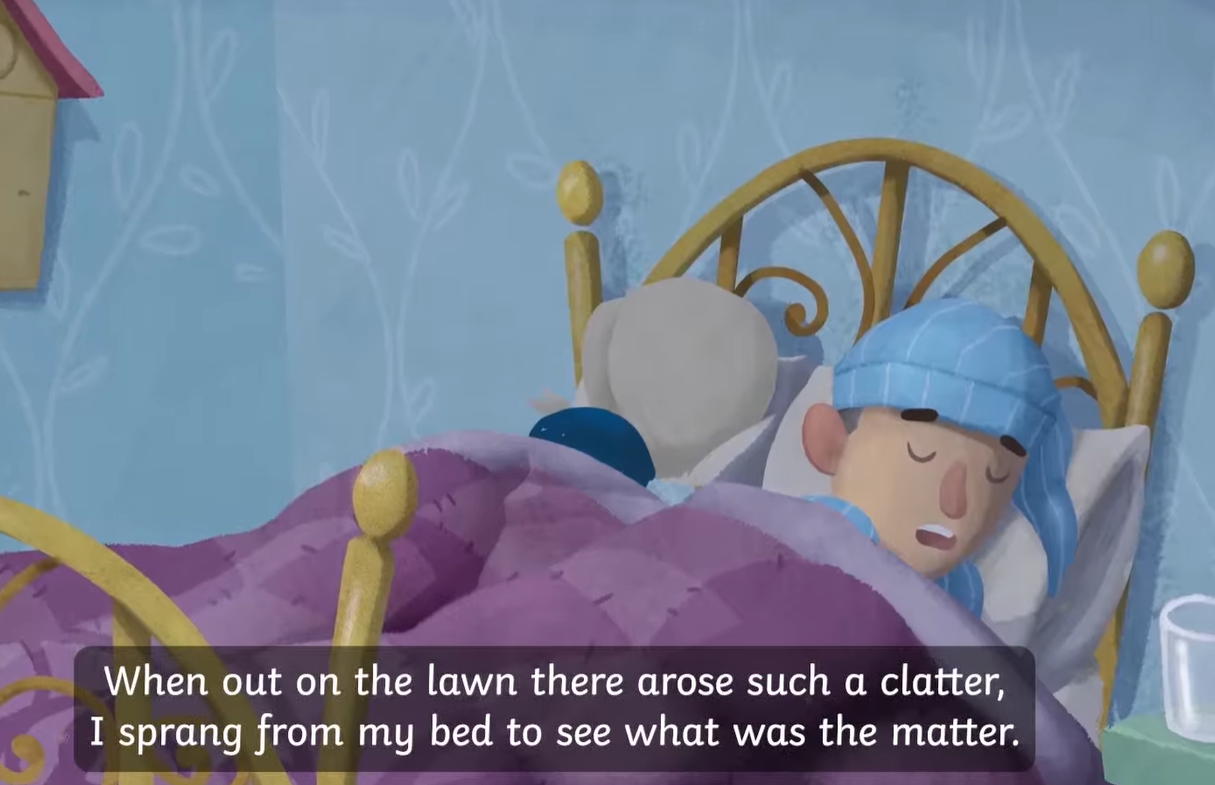 When out on the lawn there arose such a clatter,
I sprang from my bed to see what was the matter.